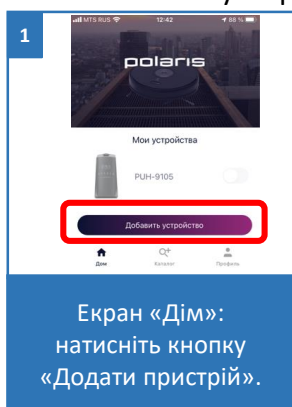 1
MTS RUS 12:42 88 %
polaris
Мои устройства
PUH-9105
Добавить устройство
Дом Каталог Профиль
Екран «Дім»:
натисніть кнопку
«Додати пристрій».